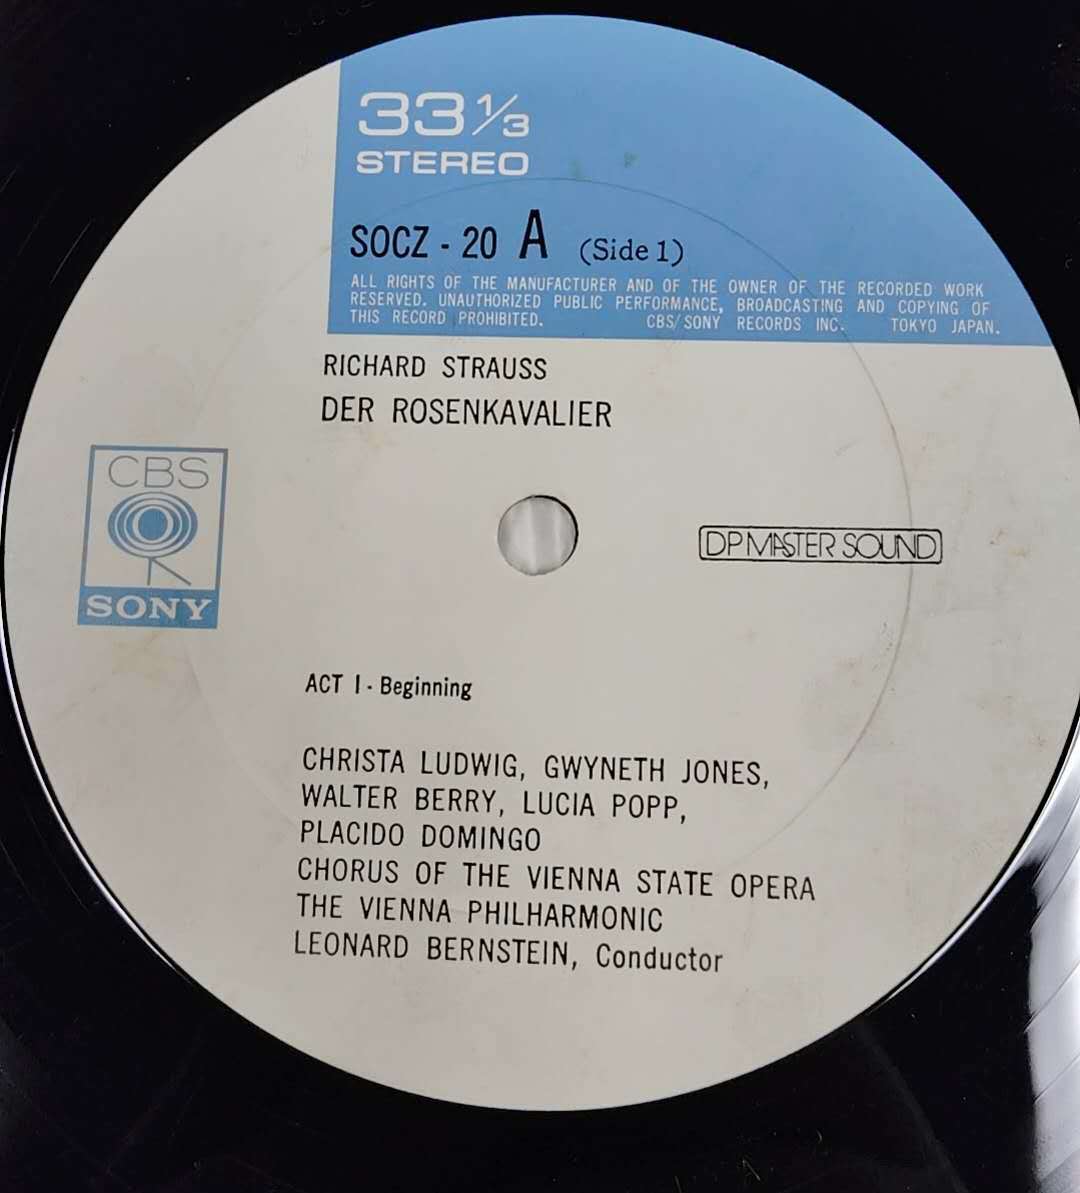 33 1/3
STEREO
SOCZ - 20 A (Side 1)
ALL RIGHTS OF THE MANUFACTURER AND OF THE OWNER OF THE RECORDED WORK
RESERVED. UNAUTHORIZED PUBLIC PERFORMANCE, BROADCASTING AND COPYING OF
THIS RECORD PROHIBITED. CBS/SONY RECORDS INC. TOKYO JAPAN.
RICHARD STRAUSS
DER ROSENKAVALIER
CBS
SONY
DP MASTER SOUND
ACT I - Beginning
CHRISTA LUDWIG, GWYNETH JONES,
WALTER BERRY, LUCIA POPP,
PLACIDO DOMINGO
CHORUS OF THE VIENNA STATE OPERA
THE VIENNA PHILHARMONIC
LEONARD BERNSTEIN, Conductor